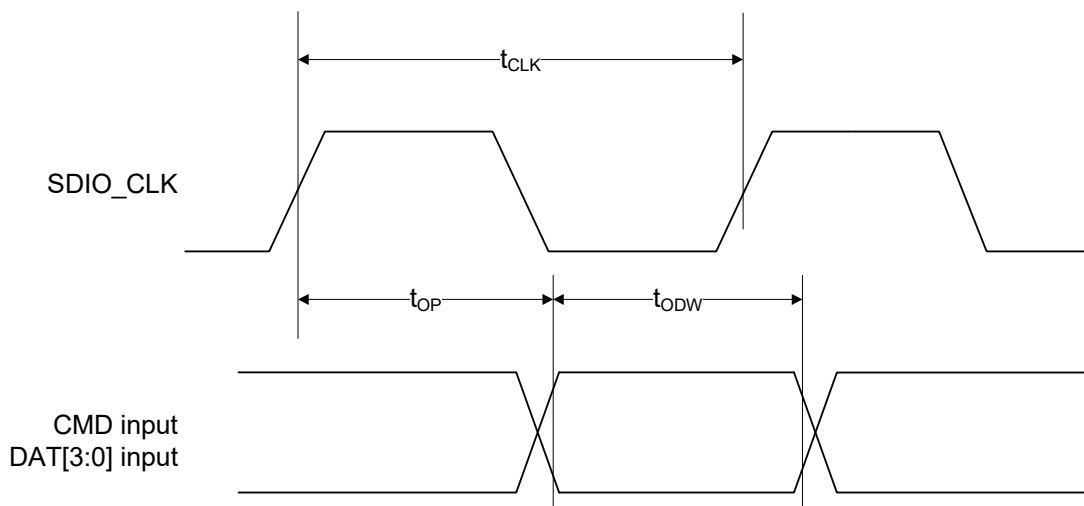 tCLK
SDIO_CLK
tOP
tODW
CMD input
DAT[3:0] input